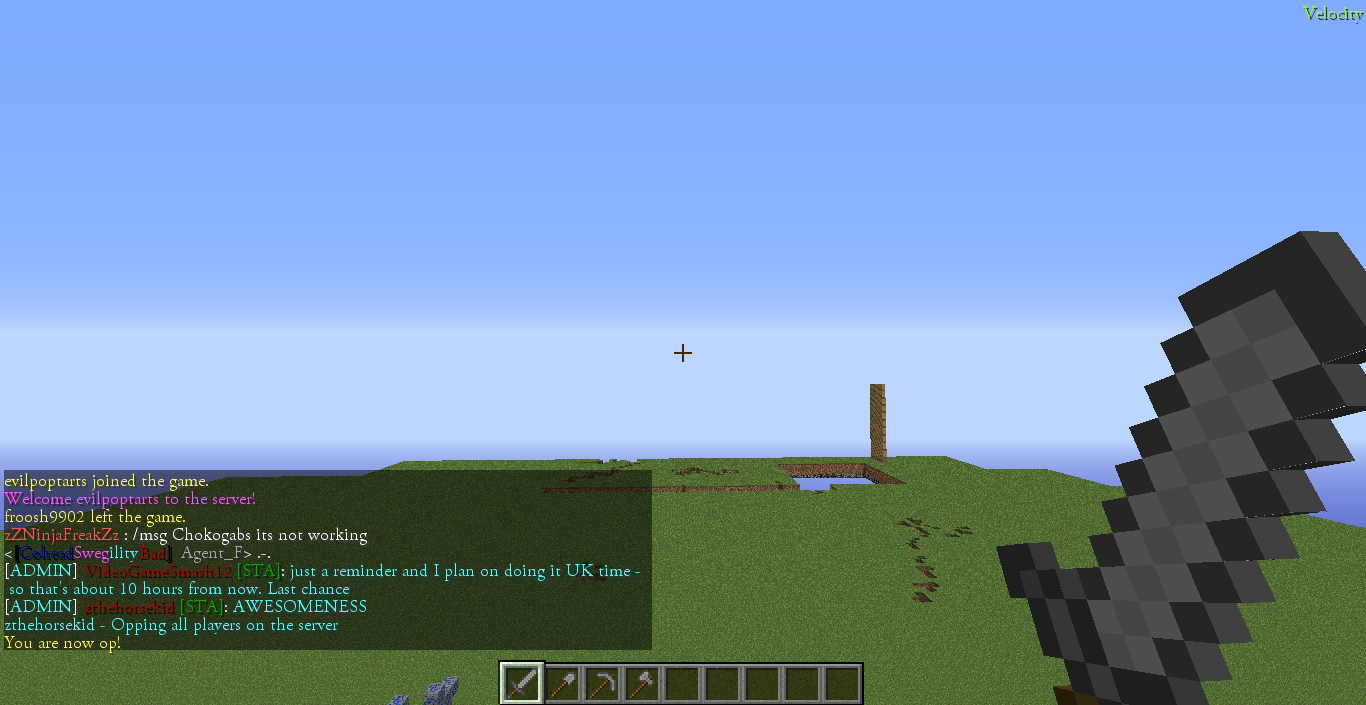 Velocity
evilpoptarts joined the game.
Welcome evilpoptarts to the server!
froosh9902 left the game.
zZNinjaFreakZz : /msg Chokogabs its not working
<[CoheadSwegilityBad] Agent_F> .-.
[ADMIN] VideoGameSmash12 [STA]: just a reminder and I plan on doing it UK time -
so that's about 10 hours from now. Last chance
[ADMIN] zthehorsekid [STA]: AWESOMENESS
zthehorsekid - Opping all players on the server
You are now op!